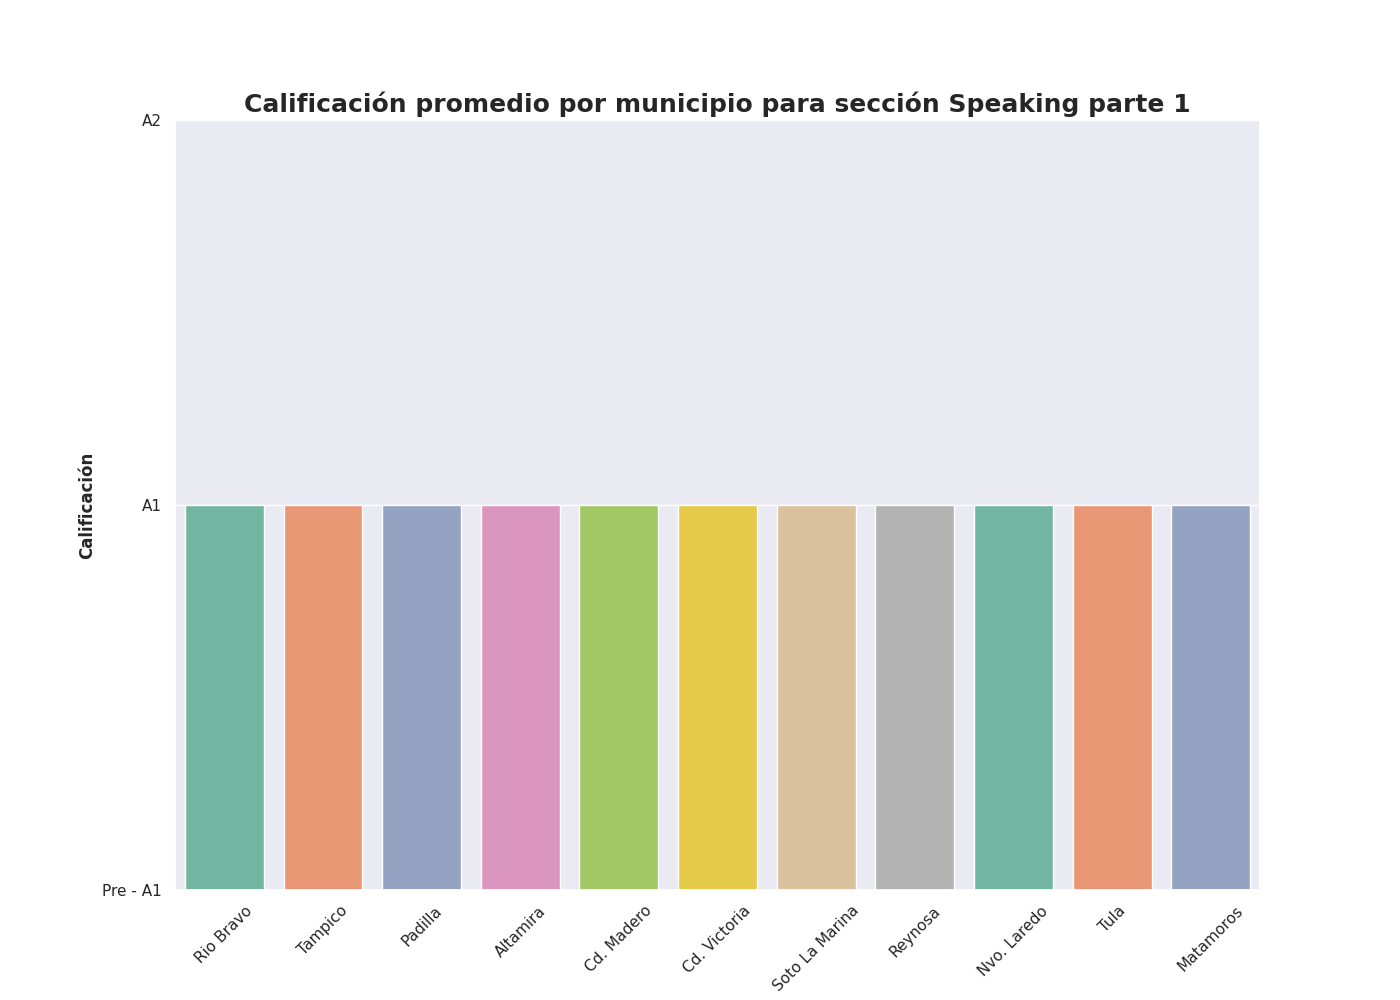 Calificación promedio por municipio para sección Speaking parte 1
A2
A1
Pre - A1
Calificación
Rio Bravo
Tampico
Padilla
Altamira
Cd. Madero
Cd. Victoria
Soto La Marina
Reynosa
Nvo. Laredo
Tula
Matamoros